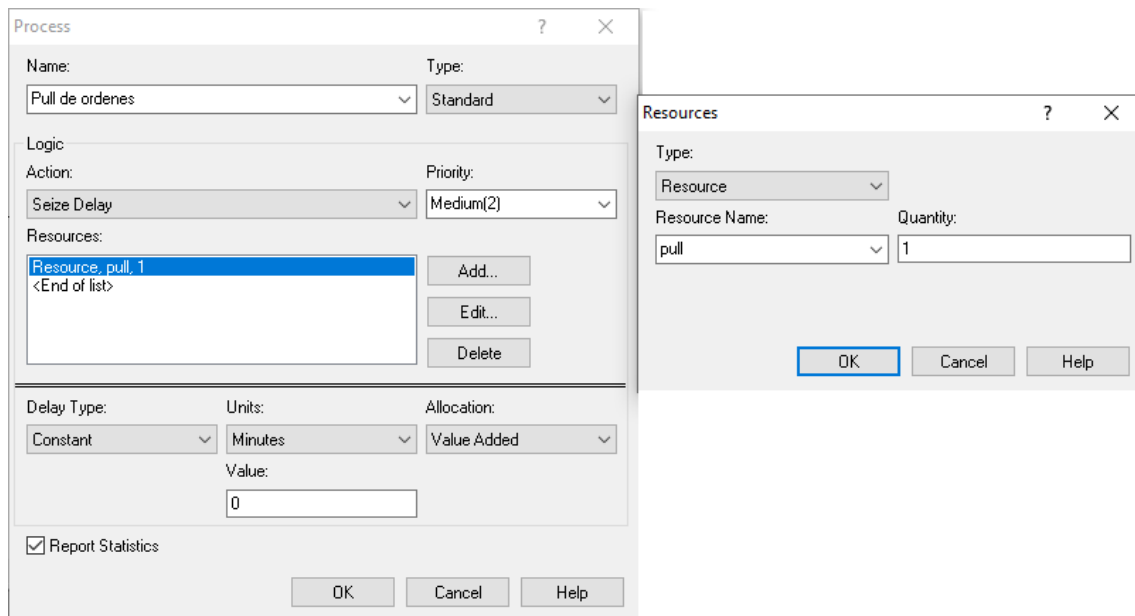 Process ?
Name: Type:
Pull de ordenes Standard
Logic
Action: Priority:
Seize Delay Medium(2)
Resources:
Resource, pull, 1
<End of list>
Add...
Edit...
Delete
Delay Type: Units: Allocation:
Constant Minutes Value Added
Value:
0
Report Statistics
OK Cancel Help
Resources ?
Type:
Resource
Resource Name: Quantity:
pull 1
OK Cancel Help